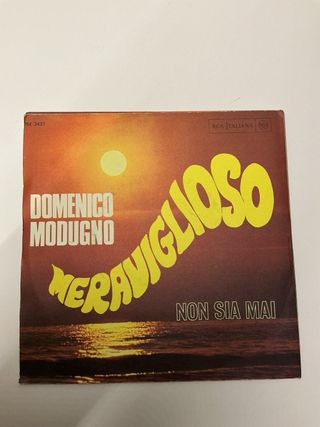 RCA ITALIANA
DOMENICO
MODUGNO
MERAVIGLIOSO
NON SIA MAI